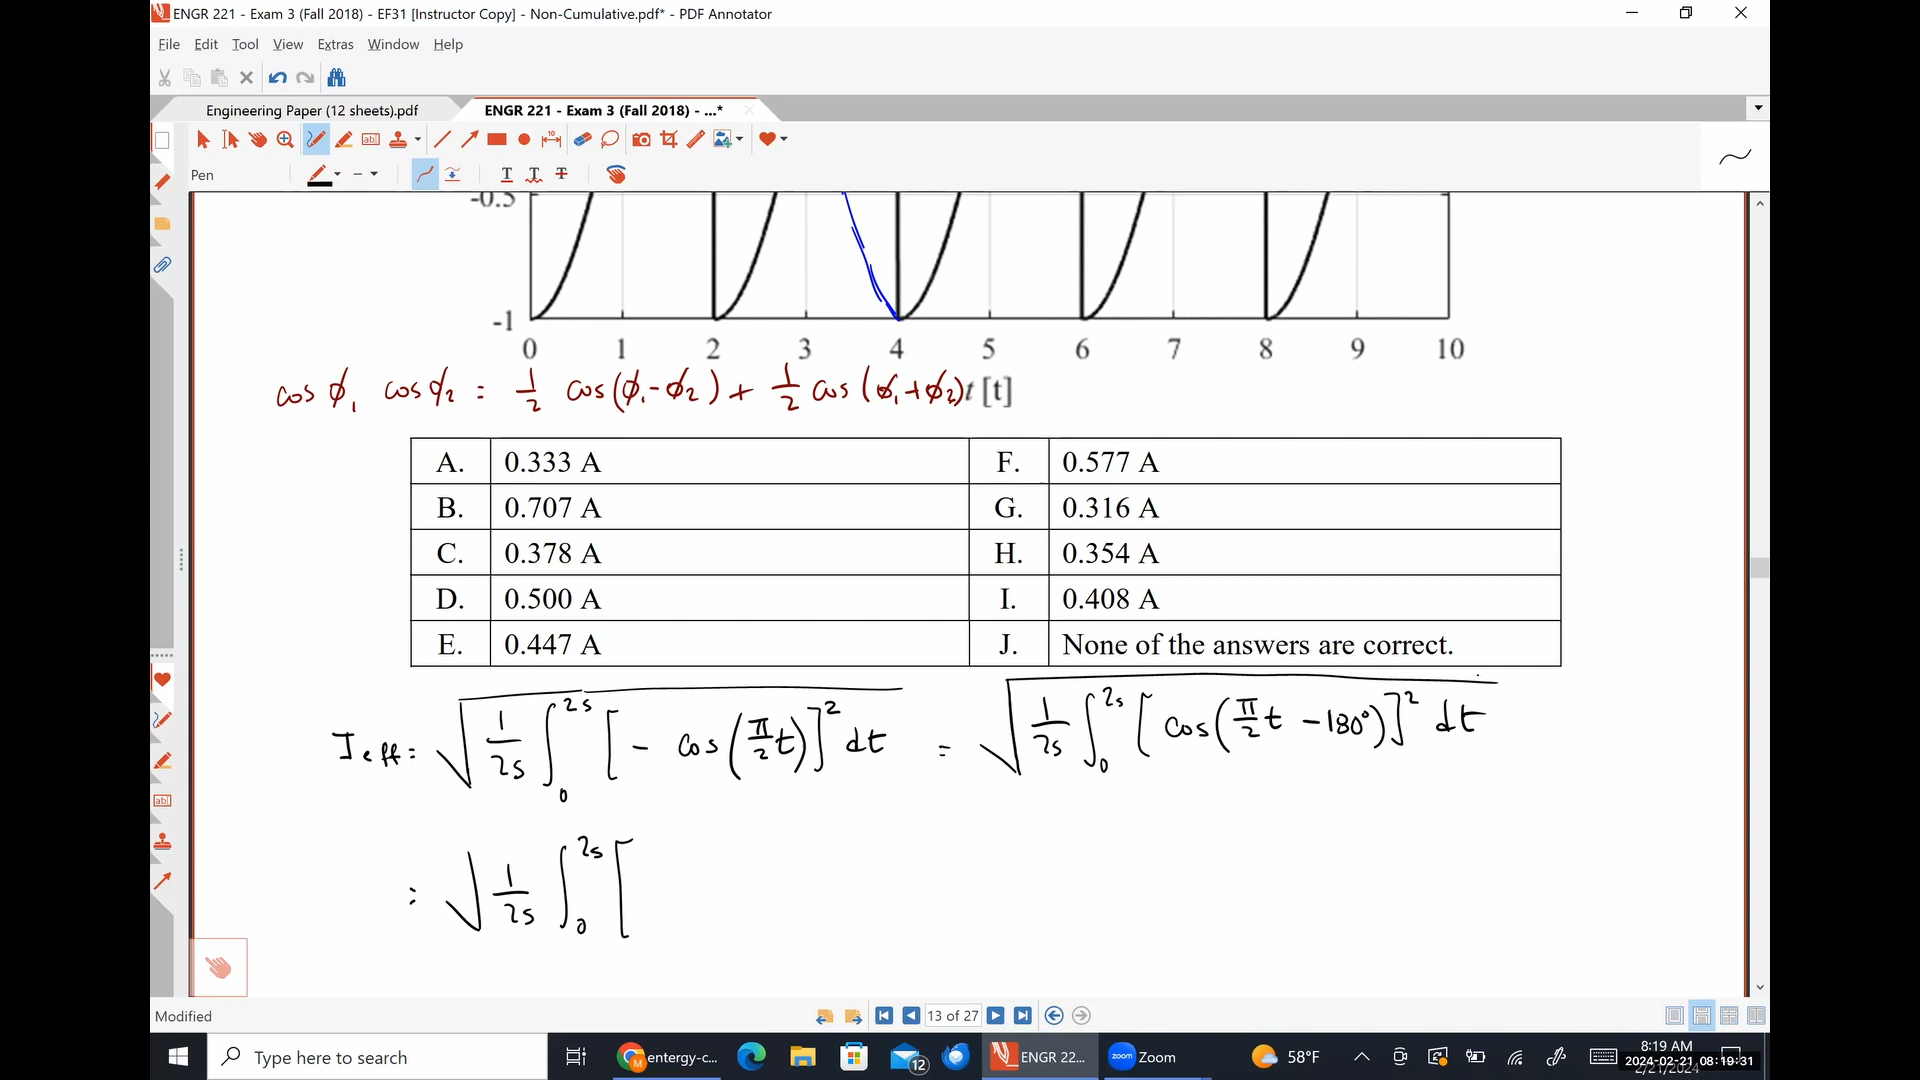 ENGR 221 - Exam 3 (Fall 2018) - EF31 [Instructor Copy] - Non-Cumulative.pdf* - PDF Annotator
File Edit Tool View Extras Window Help
Engineering Paper (12 sheets).pdf
ENGR 221 - Exam 3 (Fall 2018) - ...*
Pen
-0.5
-1
0 1 2 3 4 5 6 7 8 9 10
t [t]
cos ϕ₁ cos ϕ₂ = 1/2 cos(ϕ₁-ϕ₂) + 1/2 cos(ϕ₁+ϕ₂)
A. 0.333 A F. 0.577 A
B. 0.707 A G. 0.316 A
C. 0.378 A H. 0.354 A
D. 0.500 A I. 0.408 A
E. 0.447 A J. None of the answers are correct.
I eff = √(1/2s ∫₀^2s [- cos(π/2 t)]² dt) = √(1/2s ∫₀^2s [cos(π/2 t - 180°)]² dt)
= √ 1/2s ∫₀^2s [
Modified
13 of 27
Type here to search
entergy-c...
12
ENGR 22...
zoom
Zoom
58°F
8:19 AM
2024-02-21 08:19:31